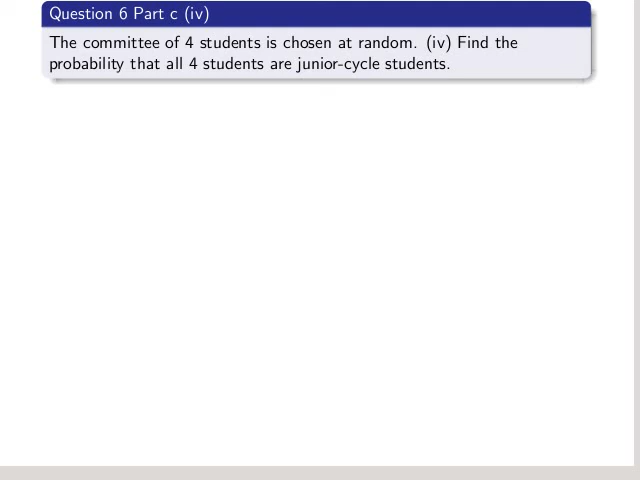 Question 6 Part c (iv)
The committee of 4 students is chosen at random. (iv) Find the
probability that all 4 students are junior-cycle students.